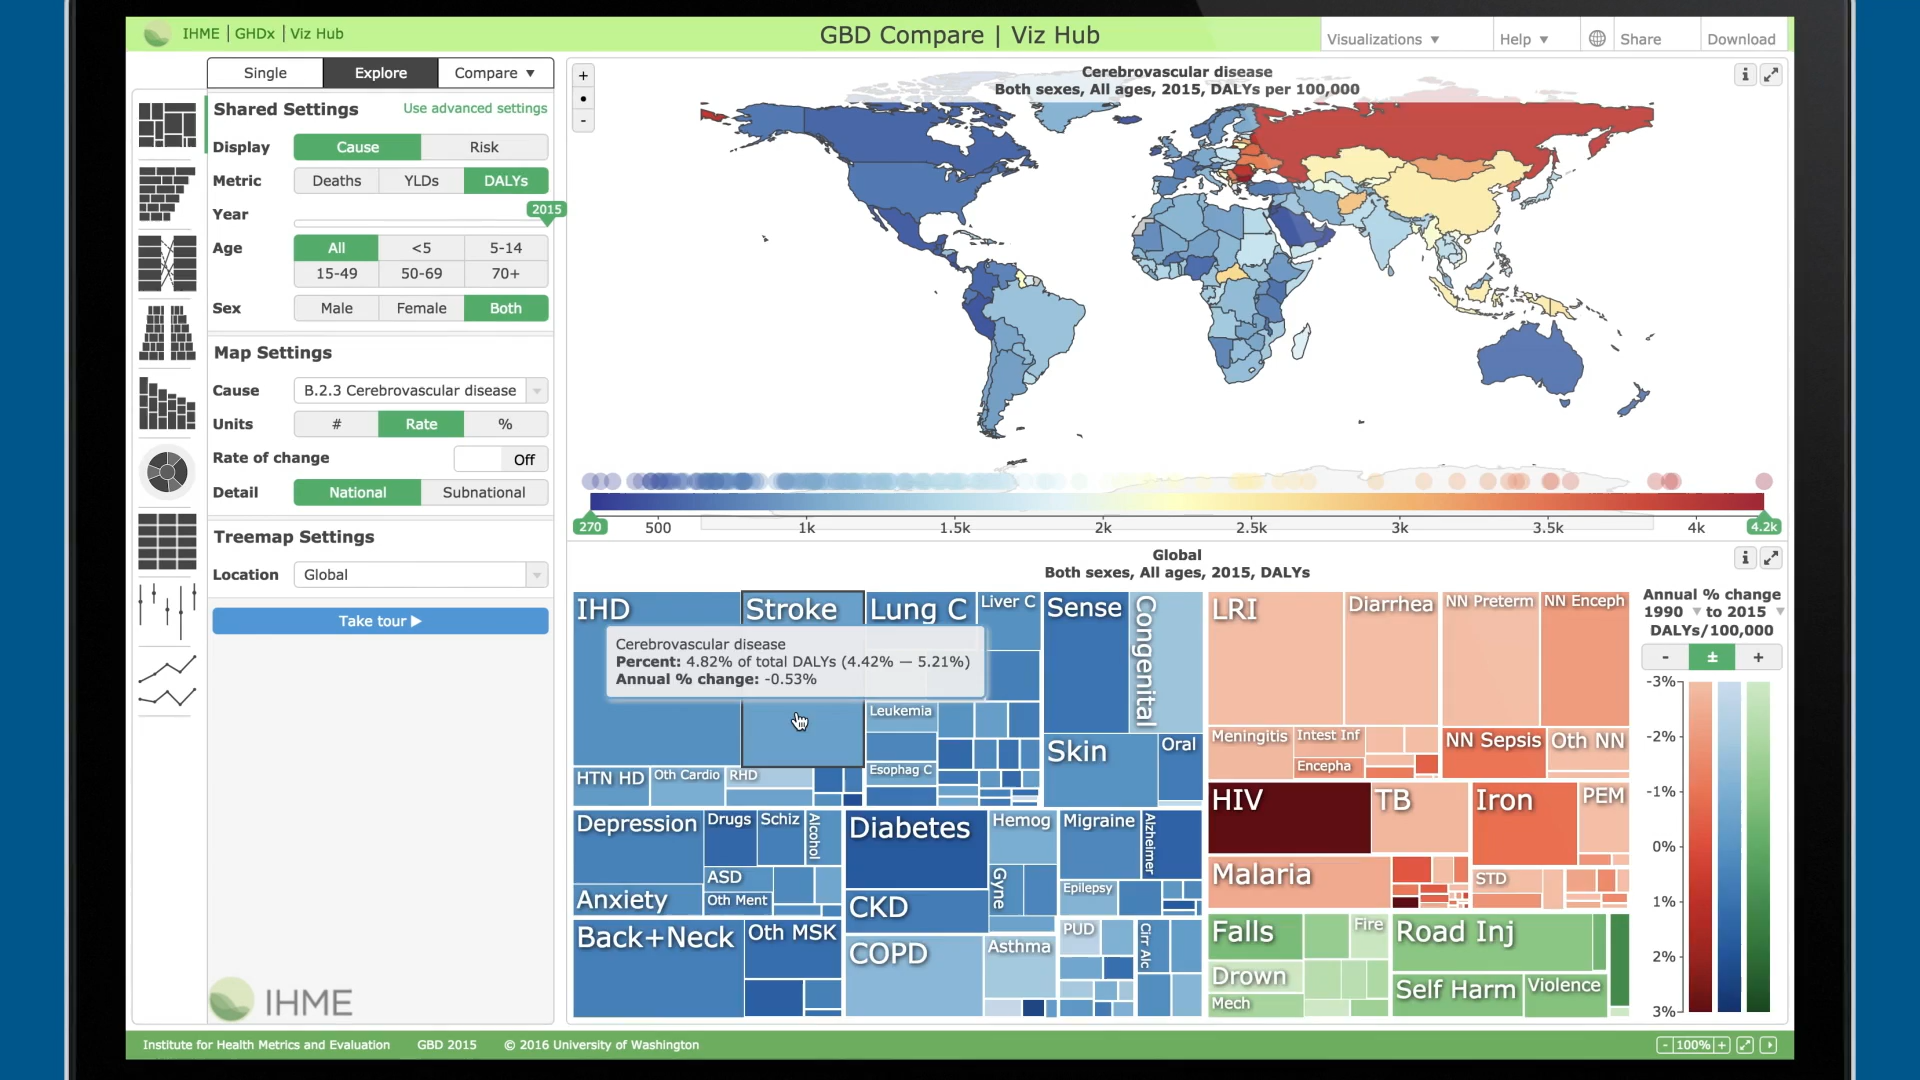 IHME | GHDx | Viz Hub
GBD Compare | Viz Hub
Visualizations ▼
Help ▼
Share
Download
Single
Explore
Compare ▼
Shared Settings
Use advanced settings
Display
Cause
Risk
Metric
Deaths
YLDs
DALYs
Year
2015
Age
All
<5
5-14
15-49
50-69
70+
Sex
Male
Female
Both
Map Settings
Cause
B.2.3 Cerebrovascular disease
Units
#
Rate
%
Rate of change
Off
Detail
National
Subnational
Treemap Settings
Location
Global
Take tour ▶
IHME
+
-
Cerebrovascular disease
Both sexes, All ages, 2015, DALYs per 100,000
i
270
500
1k
1.5k
2k
2.5k
3k
3.5k
4k
4.2k
Global
Both sexes, All ages, 2015, DALYs
i
IHD
Stroke
Lung C
Liver C
Cerebrovascular disease
Percent: 4.82% of total DALYs (4.42% — 5.21%)
Annual % change: -0.53%
Leukemia
Esophag C
HTN HD
Oth Cardio
RHD
Sense
Congenital
Skin
Oral
Depression
Drugs
Schiz
Alcohol
ASD
Anxiety
Oth Ment
Back+Neck
Oth MSK
Diabetes
Hemog
Gyne
CKD
COPD
Asthma
Migraine
Alzheimer
Epilepsy
PUD
Cirr Alc
LRI
Diarrhea
NN Preterm
NN Enceph
Meningitis
Intest Inf
Encepha
NN Sepsis
Oth NN
HIV
TB
Iron
PEM
Malaria
STD
Falls
Fire
Drown
Mech
Road Inj
Self Harm
Violence
Annual % change
1990 ▼ to 2015 ▼
DALYs/100,000
-
±
+
-3%
-2%
-1%
0%
1%
2%
3%
Institute for Health Metrics and Evaluation
GBD 2015
© 2016 University of Washington
- 100% +